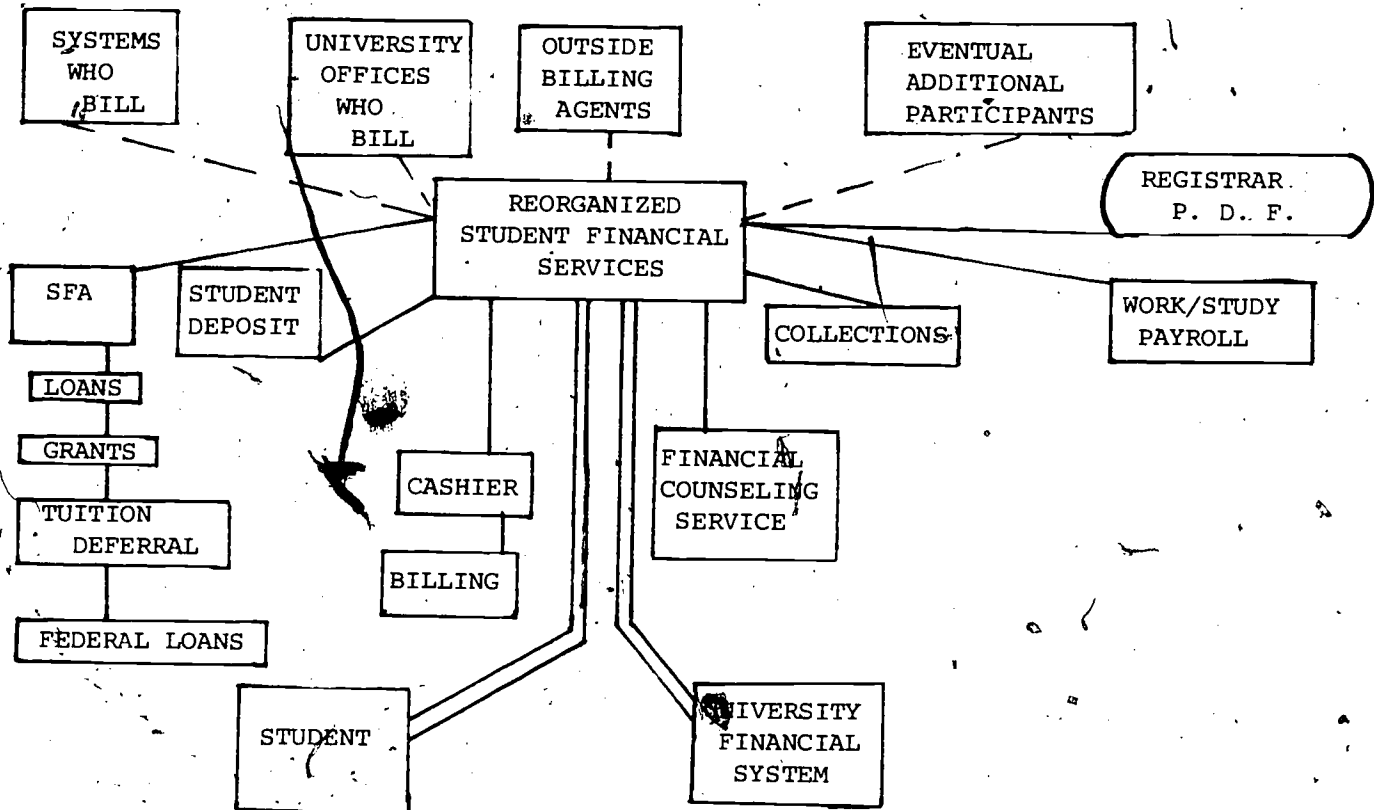 SYSTEMS
WHO
BILL
UNIVERSITY
OFFICES
WHO
BILL
OUTSIDE
BILLING
AGENTS
EVENTUAL
ADDITIONAL
PARTICIPANTS
REGISTRAR
P. D. F.
REORGANIZED
STUDENT FINANCIAL
SERVICES
SFA
STUDENT
DEPOSIT
COLLECTIONS
WORK/STUDY
PAYROLL
LOANS
GRANTS
TUITION
DEFERRAL
FEDERAL LOANS
CASHIER
BILLING
FINANCIAL
COUNSELING
SERVICE
STUDENT
UNIVERSITY
FINANCIAL
SYSTEM